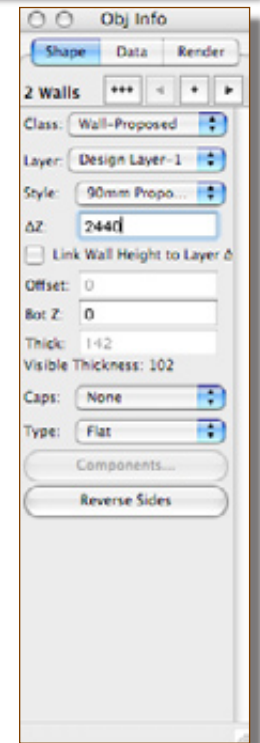 Obj Info
Shape Data Render
2 Walls
Class: Wall-Proposed
Layer: Design Layer-1
Style: 90mm Propo...
ΔZ: 2440
Link Wall Height to Layer Δ
Offset: 0
Bot Z: 0
Thick: 142
Visible Thickness: 102
Caps: None
Type: Flat
Components...
Reverse Sides